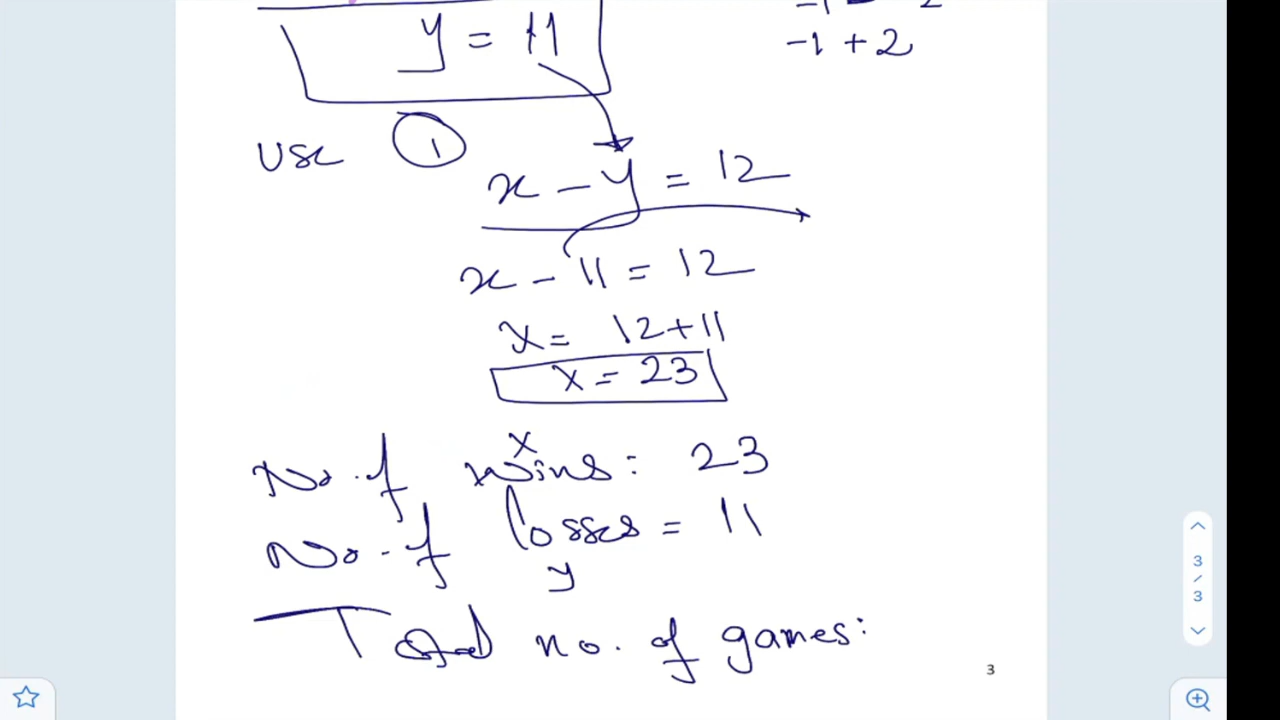 y = 11
-1 + 2
use ①
x - y = 12
x - 11 = 12
x = 12 + 11
x = 23
x
No. of wins: 23
No. of losses = 11
y
Total no. of games:
3
/
3
3